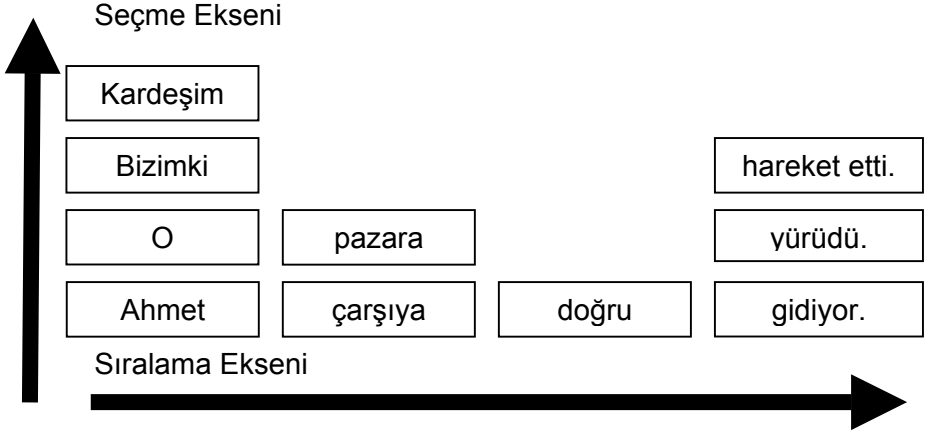 Seçme Ekseni
Kardeşim
Bizimki hareket etti.
O pazara yürüdü.
Ahmet çarşıya doğru gidiyor.
Sıralama Ekseni